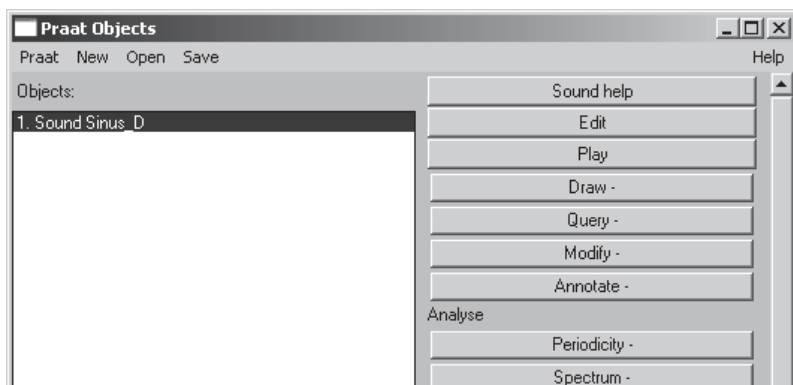 Praat Objects
Praat New Open Save Help
Objects:
1. Sound Sinus_D
Sound help
Edit
Play
Draw -
Query -
Modify -
Annotate -
Analyse
Periodicity -
Spectrum -